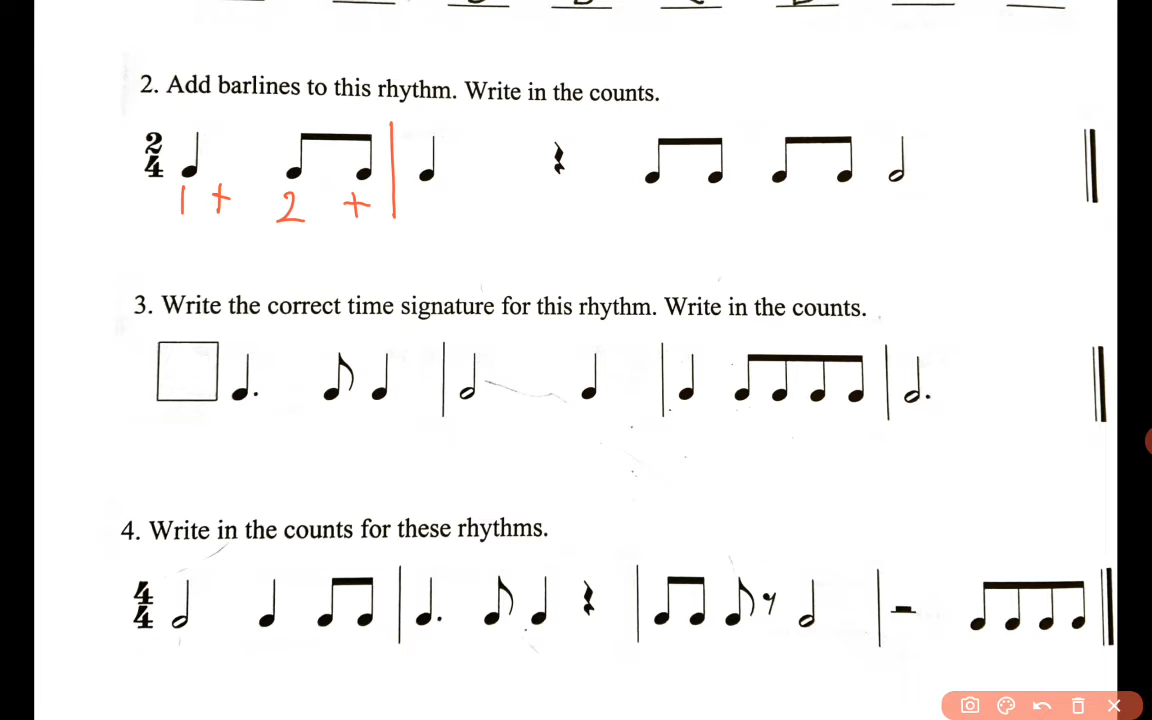 2. Add barlines to this rhythm. Write in the counts.
2
4
1 + 2 +
3. Write the correct time signature for this rhythm. Write in the counts.
4. Write in the counts for these rhythms.
4
4